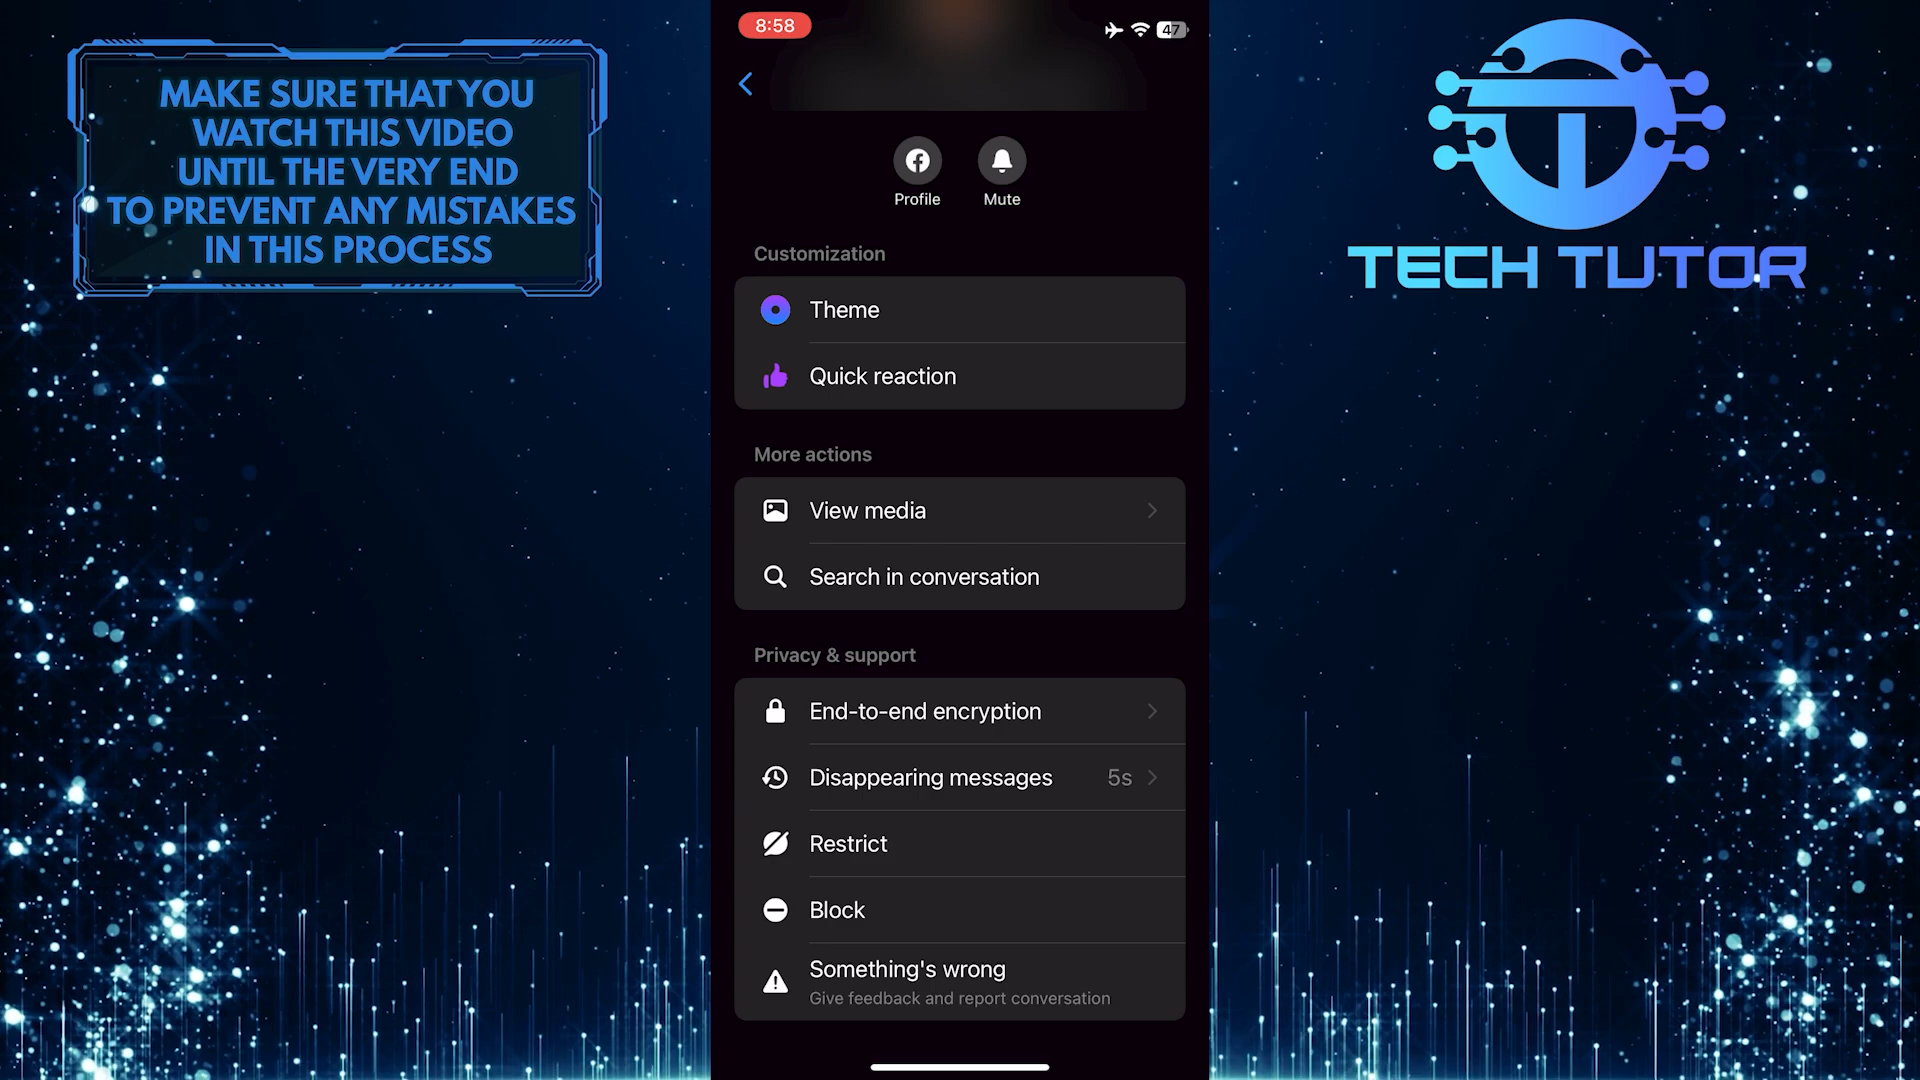 MAKE SURE THAT YOU
WATCH THIS VIDEO
UNTIL THE VERY END
TO PREVENT ANY MISTAKES
IN THIS PROCESS
8:58
47
Profile
Mute
Customization
Theme
Quick reaction
More actions
View media
Search in conversation
Privacy & support
End-to-end encryption
Disappearing messages 5s
Restrict
Block
Something's wrong
Give feedback and report conversation
TECH TUTOR